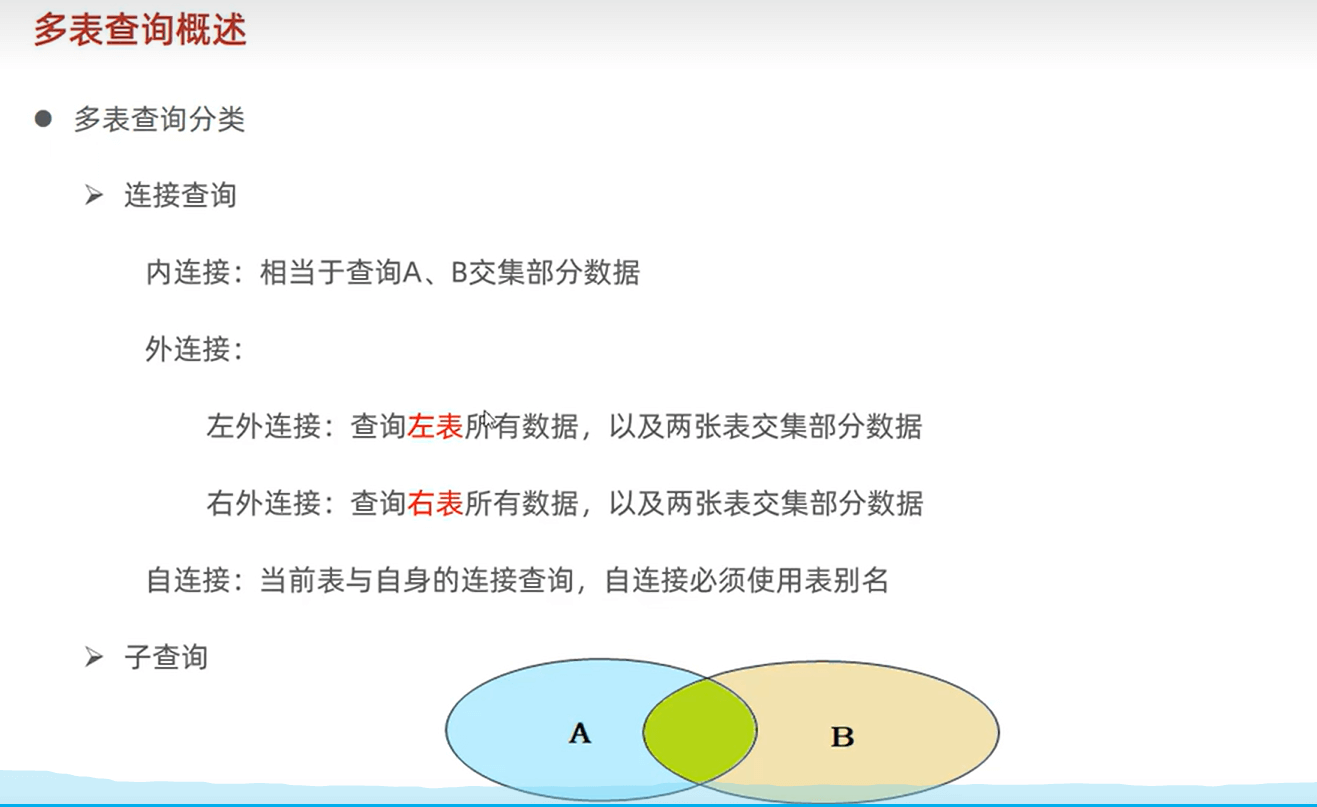 多表查询概述
多表查询分类
连接查询
内连接：相当于查询A、B交集部分数据
外连接：
左外连接：查询左表所有数据，以及两张表交集部分数据
右外连接：查询右表所有数据，以及两张表交集部分数据
自连接：当前表与自身的连接查询，自连接必须使用表别名
子查询
A
B